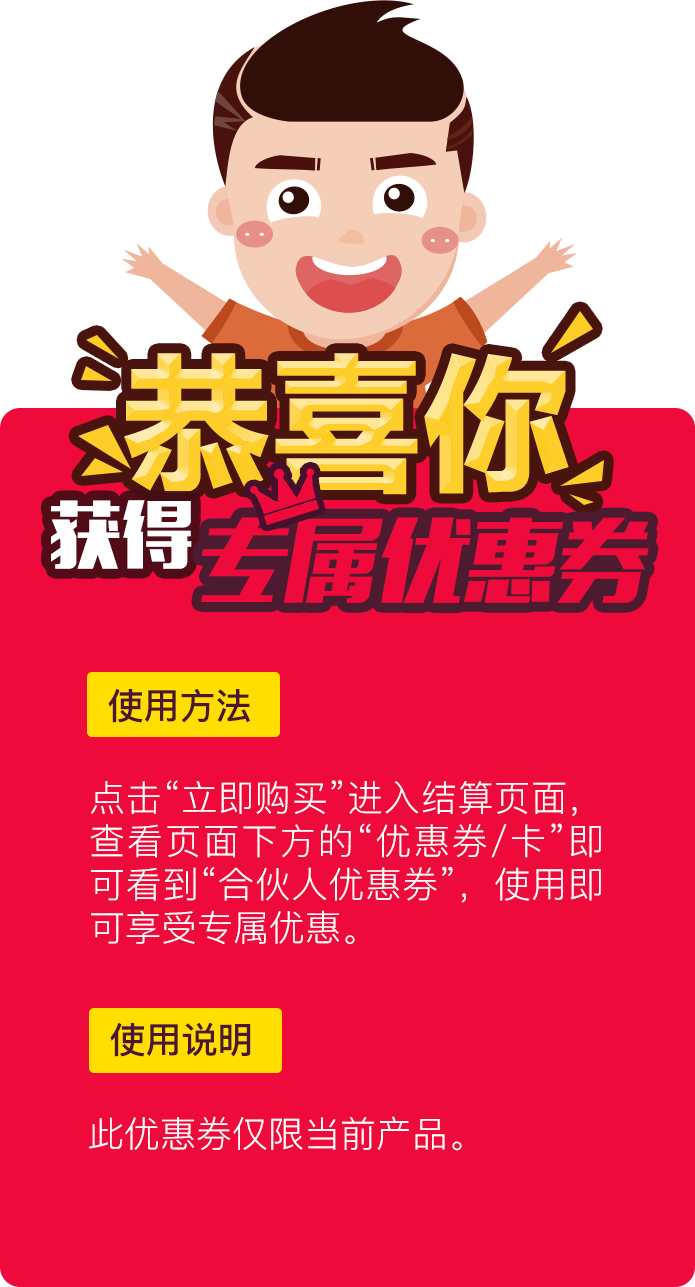 恭喜你
获得专属优惠券
使用方法
点击“立即购买”进入结算页面，
查看页面下方的“优惠券/卡”即
可看到“合伙人优惠券”，使用即
可享受专属优惠。
使用说明
此优惠券仅限当前产品。